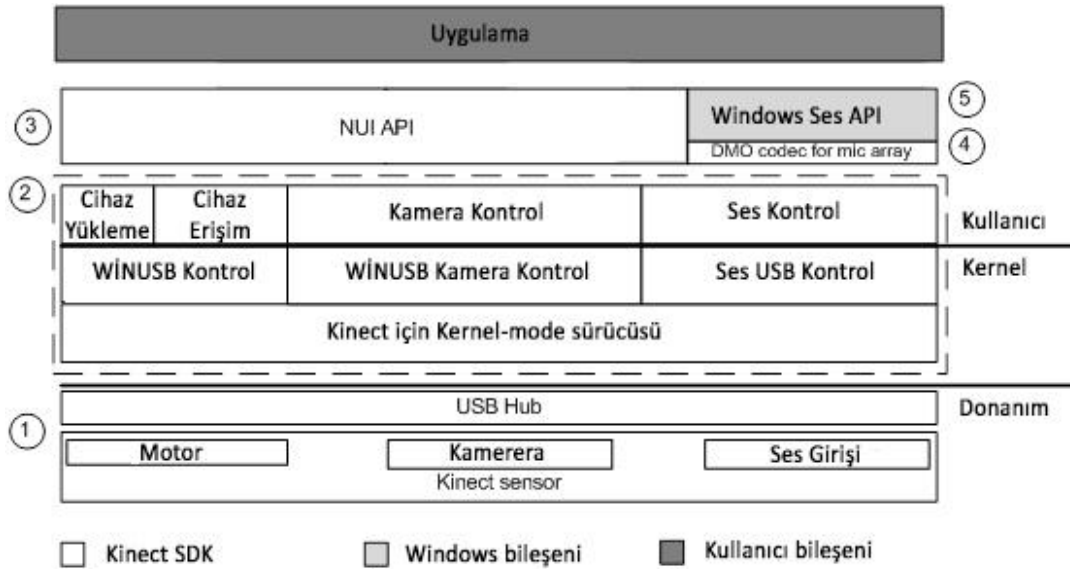 Uygulama
3
NUI API
Windows Ses API
5
DMO codec for mic array
4
2
Cihaz Yükleme
Cihaz Erişim
Kamera Kontrol
Ses Kontrol
Kullanıcı
WİNUSB Kontrol
WİNUSB Kamera Kontrol
Ses USB Kontrol
Kernel
Kinect için Kernel-mode sürücüsü
USB Hub
Donanım
1
Motor
Kamerera
Ses Girişi
Kinect sensor
Kinect SDK
Windows bileşeni
Kullanıcı bileşeni